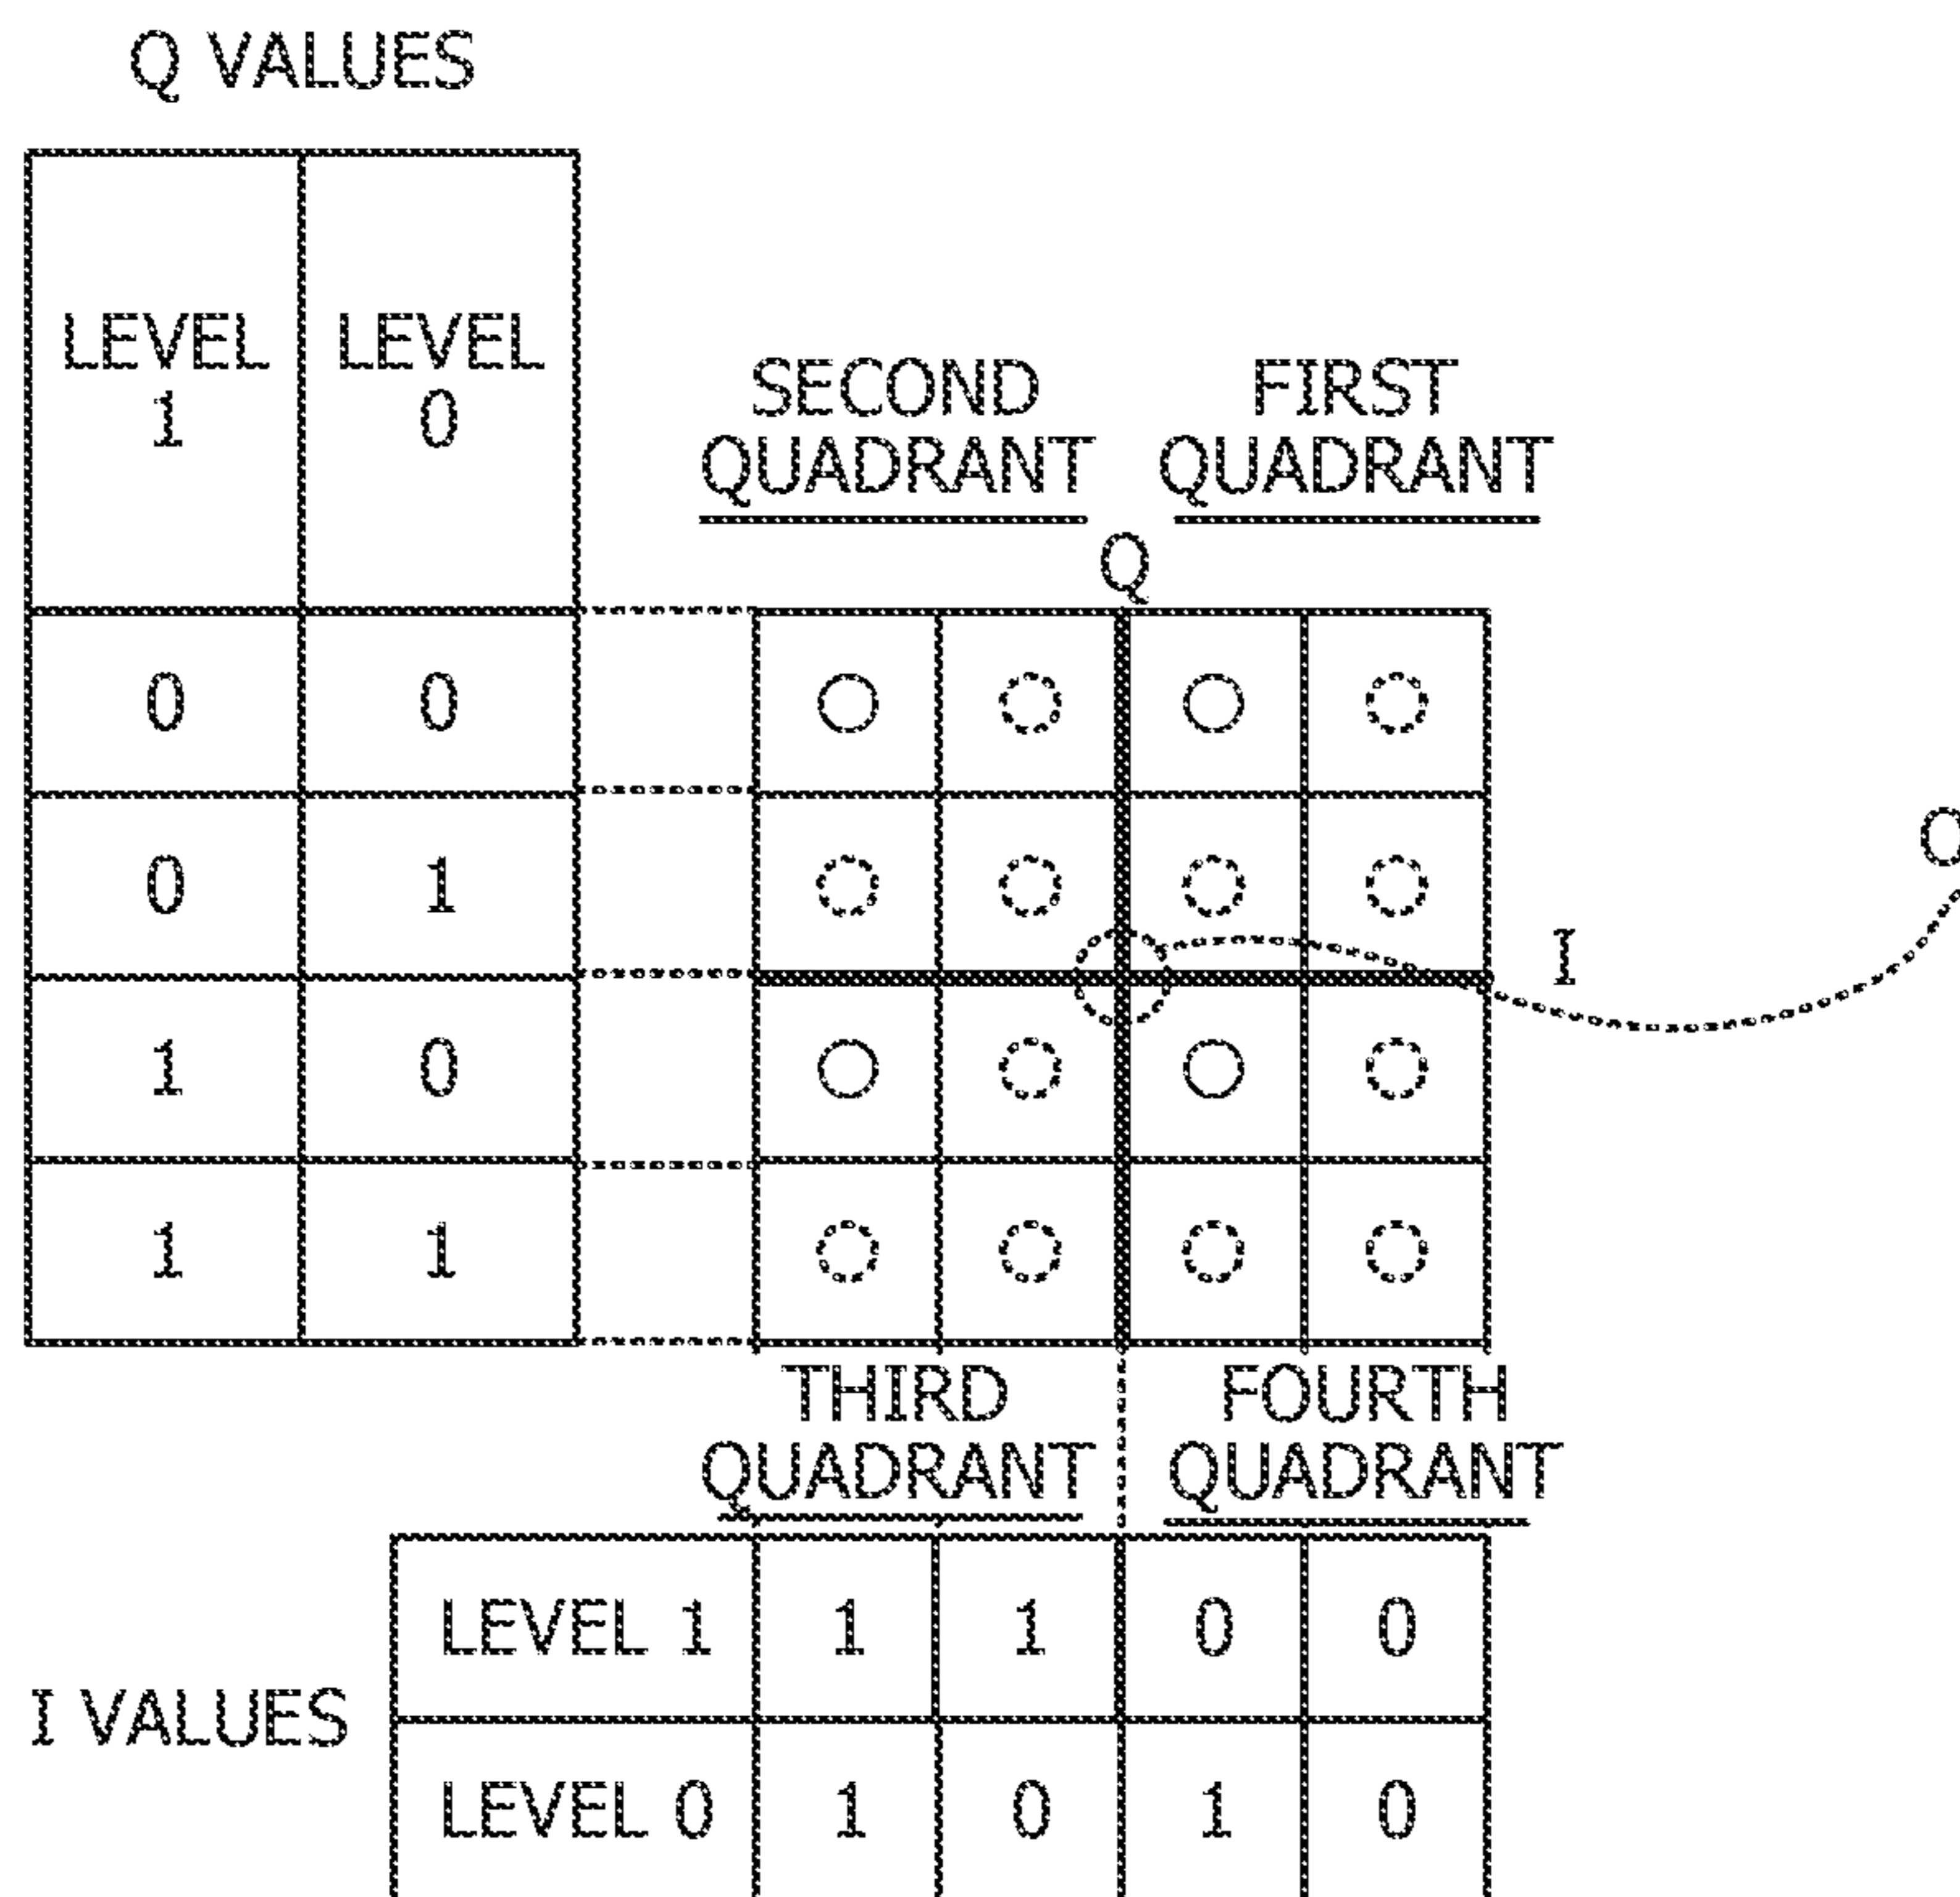 Q VALUES
LEVEL 1
LEVEL 0
SECOND QUADRANT
FIRST QUADRANT
Q
0 0
0 1
I
1 0
1 1
O
THIRD QUADRANT
FOURTH QUADRANT
I VALUES
LEVEL 1 1 1 0 0
LEVEL 0 1 0 1 0